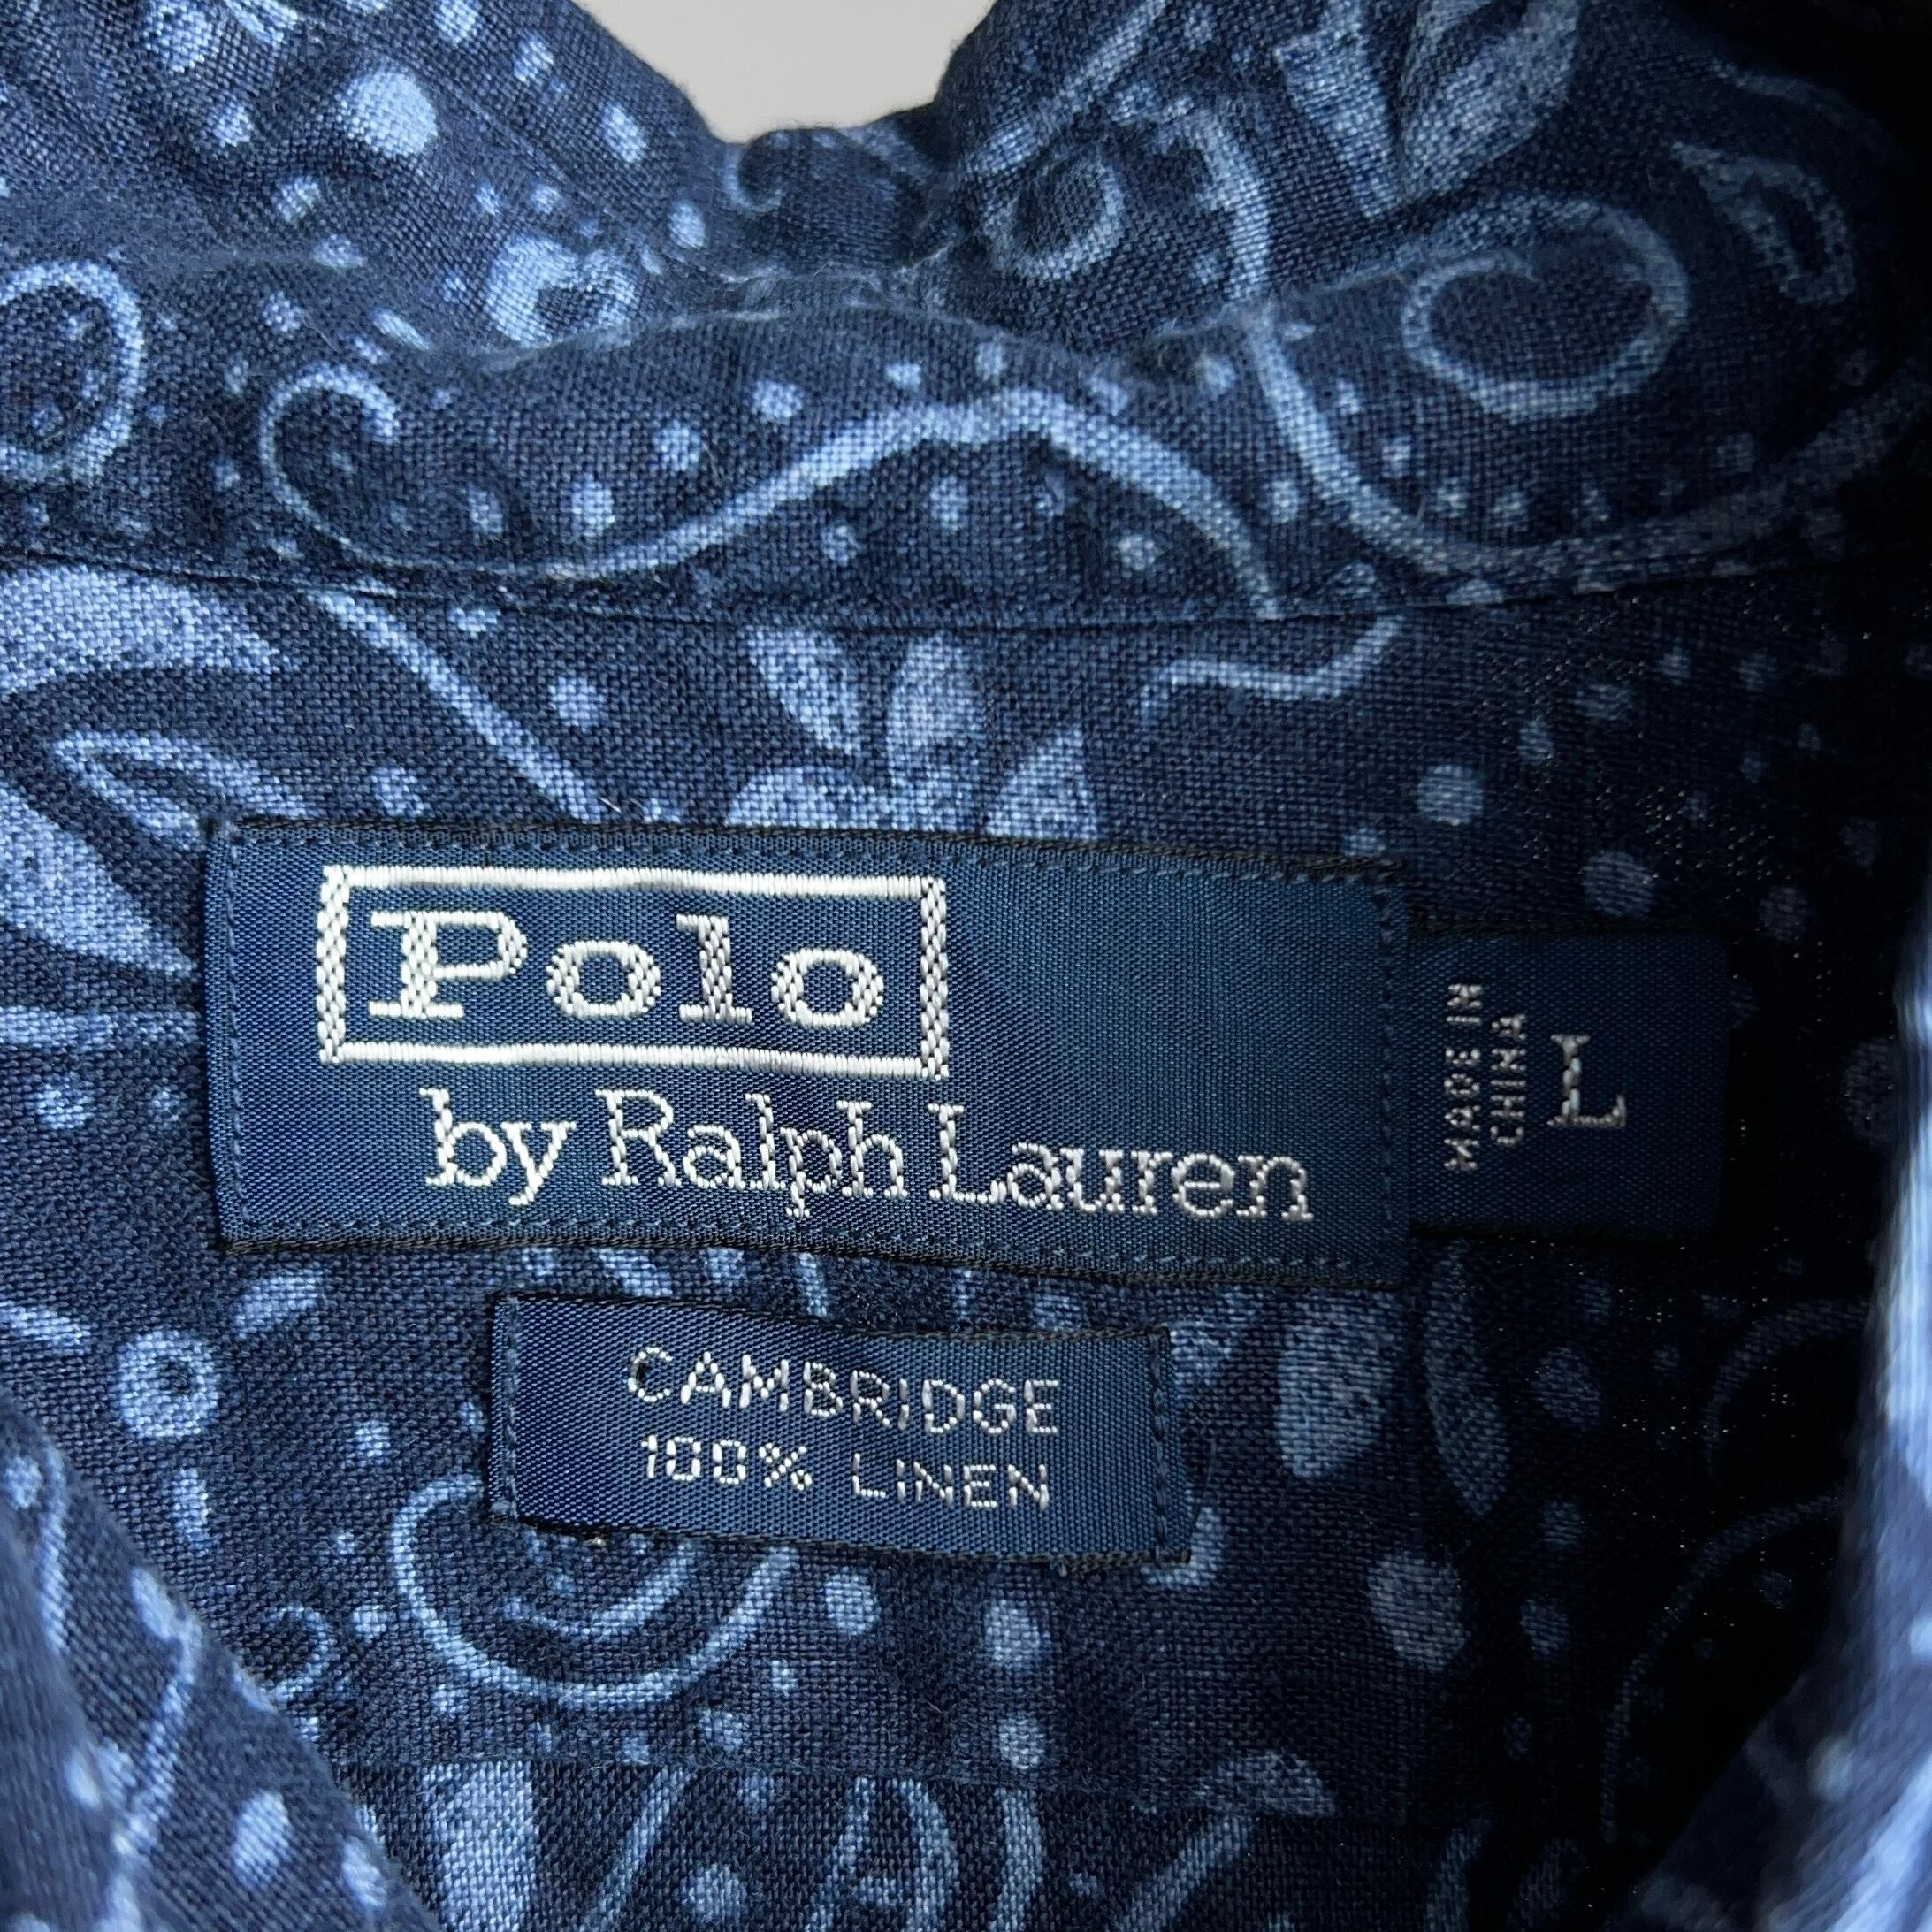 Polo
by Ralph Lauren
MADE IN
CHINA
L
CAMBRIDGE
100% LINEN